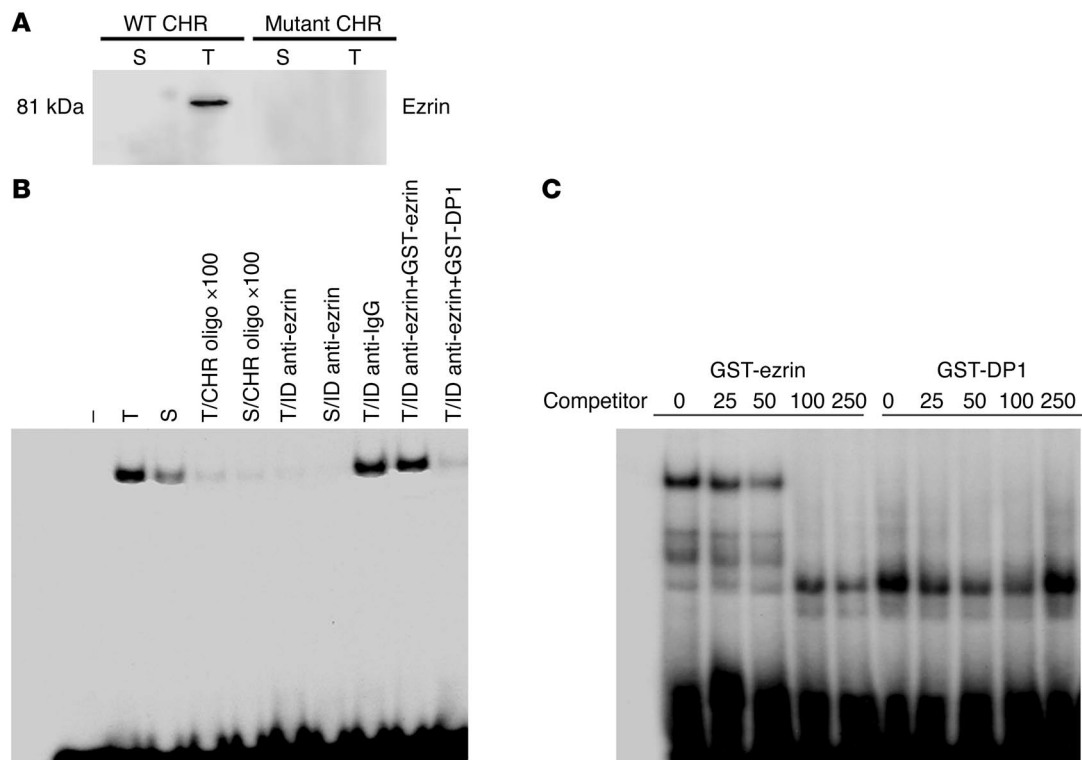 A
WT CHR Mutant CHR
S T S T
81 kDa Ezrin
B
– T S T/CHR oligo ×100 S/CHR oligo ×100 T/ID anti-ezrin S/ID anti-ezrin T/ID anti-IgG T/ID anti-ezrin+GST-ezrin T/ID anti-ezrin+GST-DP1
C
GST-ezrin GST-DP1
Competitor 0 25 50 100 250 0 25 50 100 250